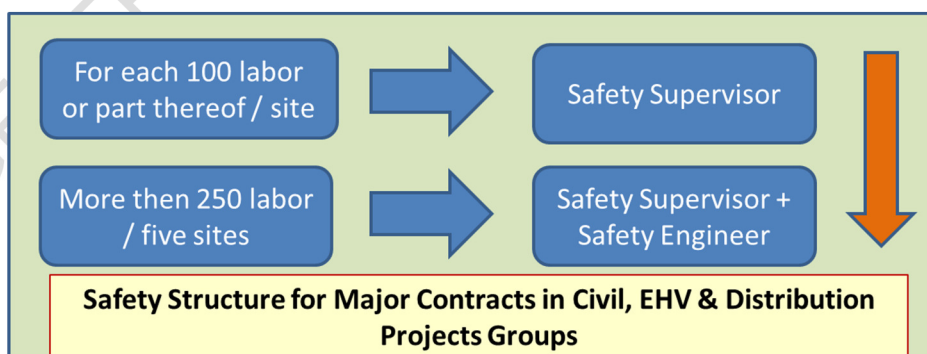 For each 100 labor
or part thereof / site
Safety Supervisor
More then 250 labor
/ five sites
Safety Supervisor +
Safety Engineer
Safety Structure for Major Contracts in Civil, EHV & Distribution
Projects Groups